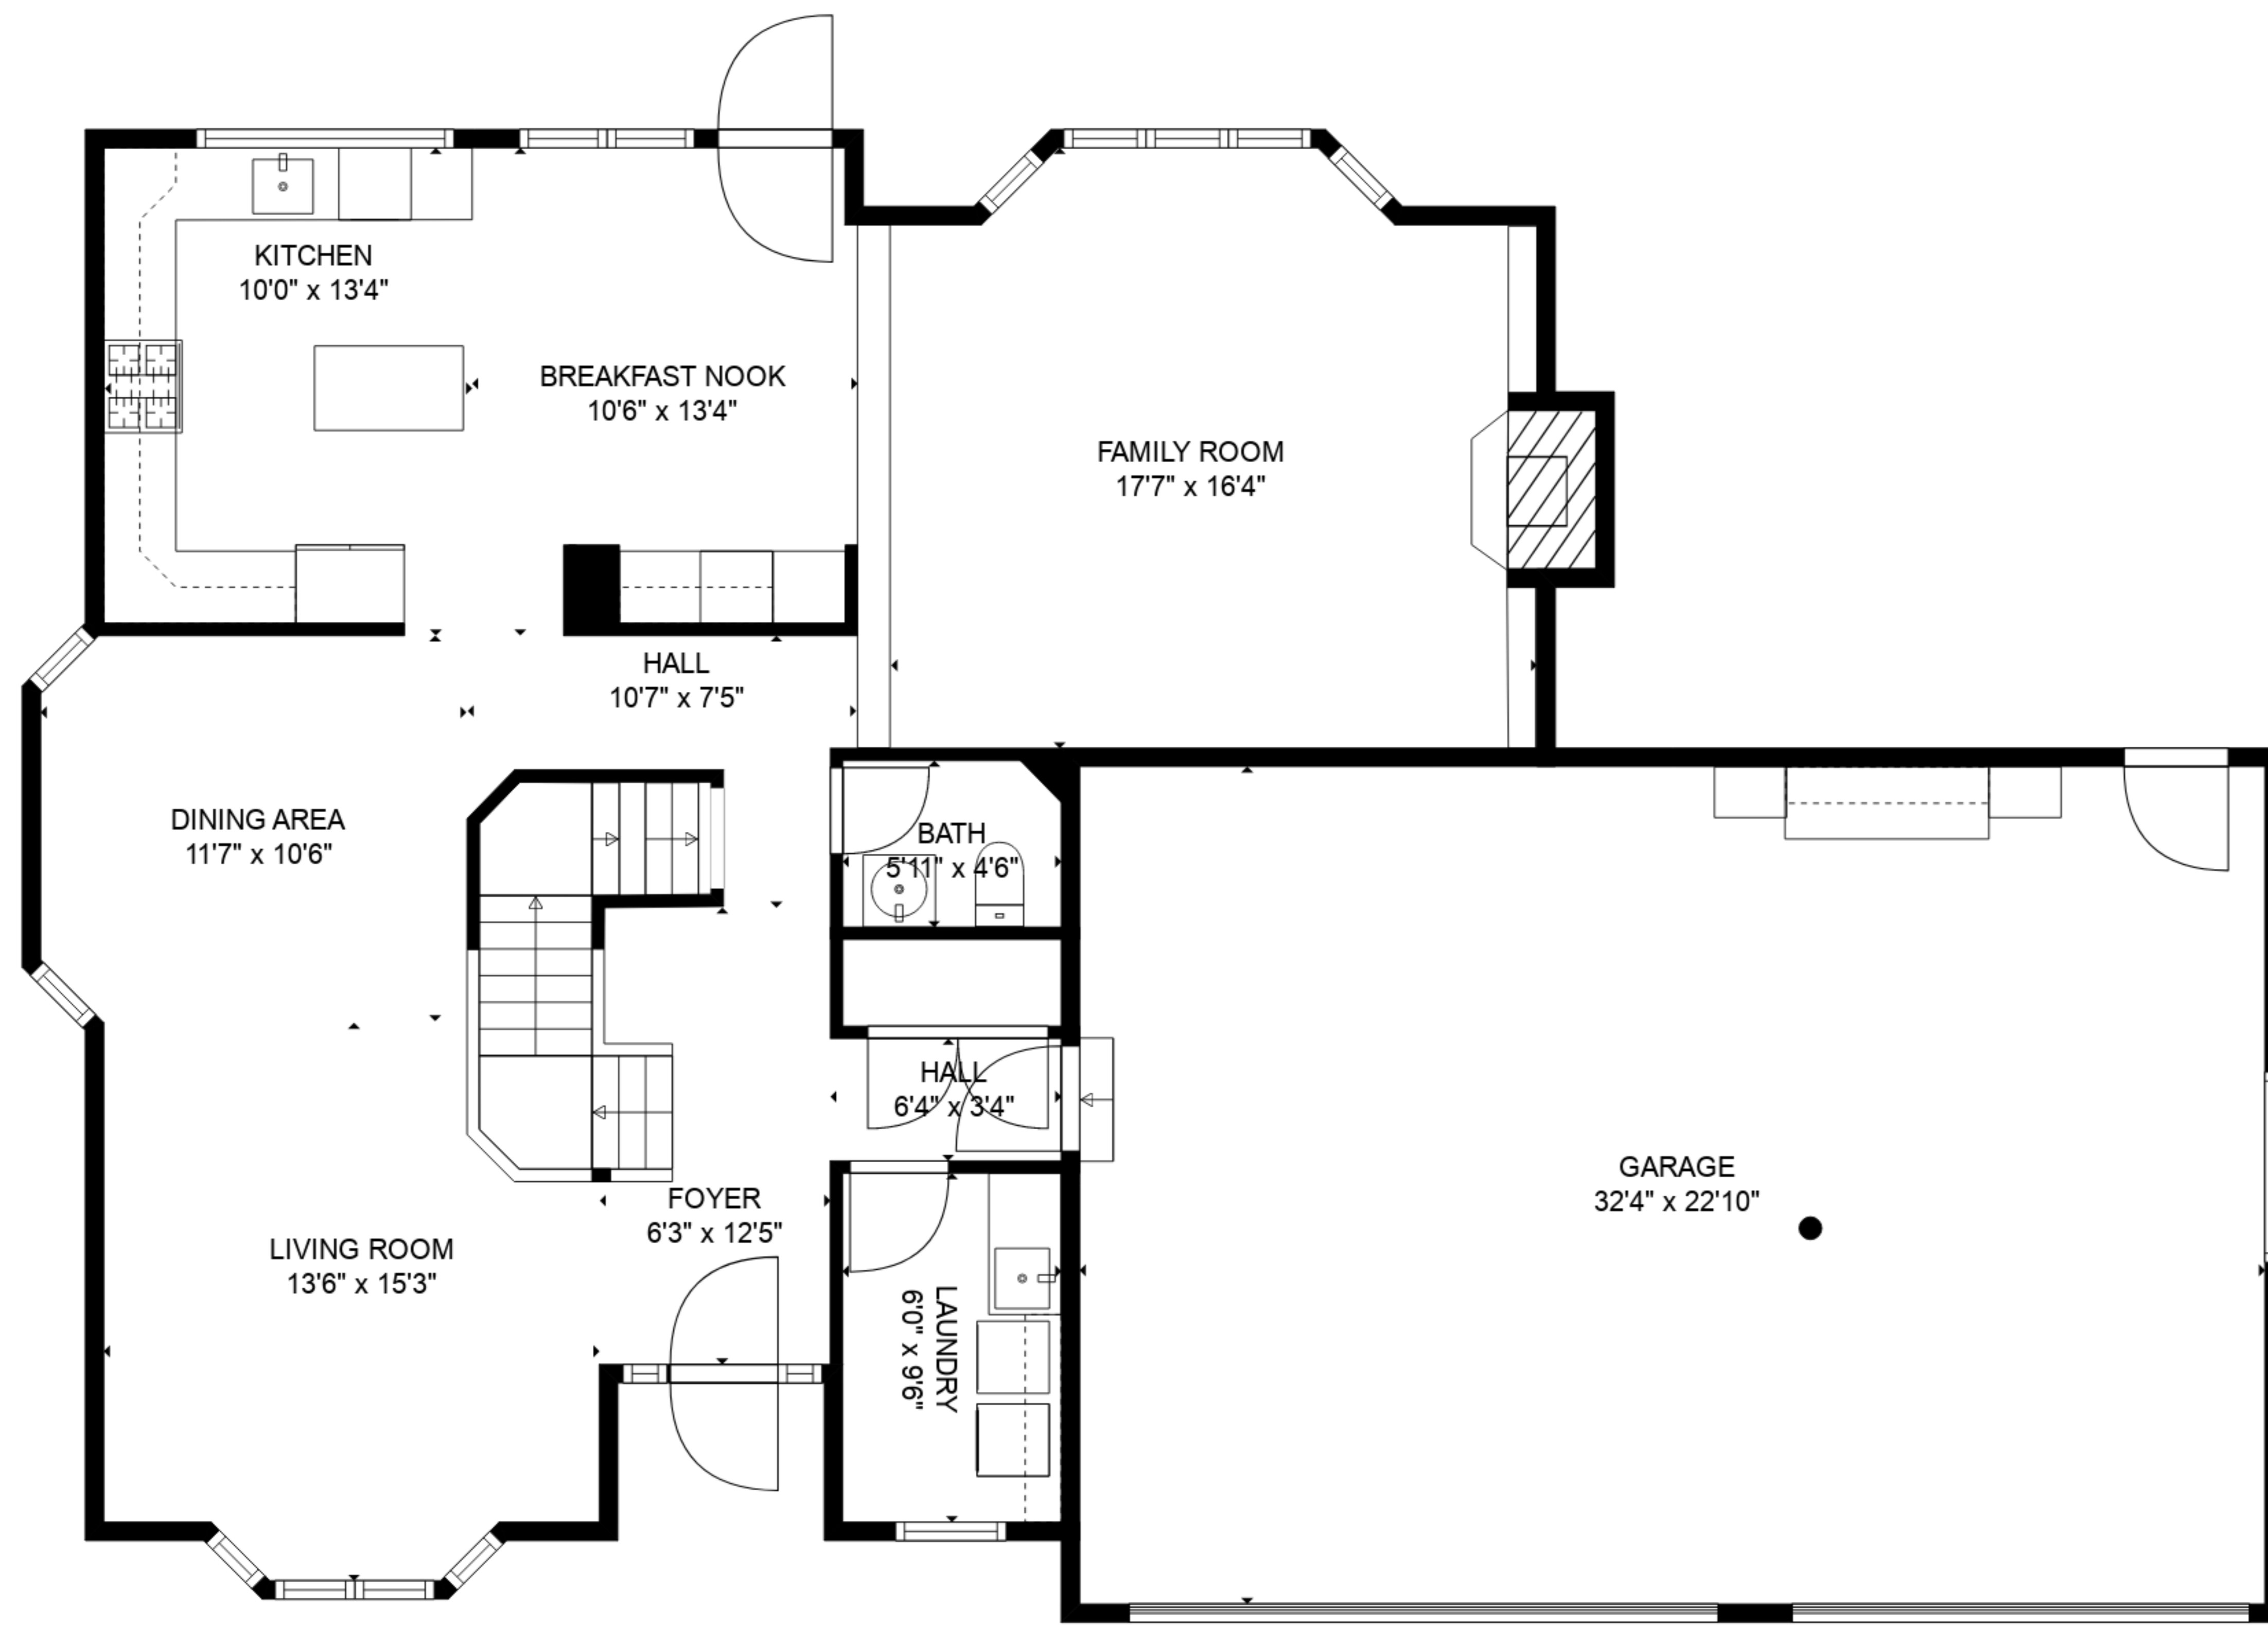 KITCHEN
10'0" x 13'4"
BREAKFAST NOOK
10'6" x 13'4"
FAMILY ROOM
17'7" x 16'4"
HALL
10'7" x 7'5"
DINING AREA
11'7" x 10'6"
BATH
5'11" x 4'6"
HALL
6'4" x 3'4"
GARAGE
32'4" x 22'10"
FOYER
6'3" x 12'5"
LIVING ROOM
13'6" x 15'3"
LAUNDRY
6'0" x 9'6"